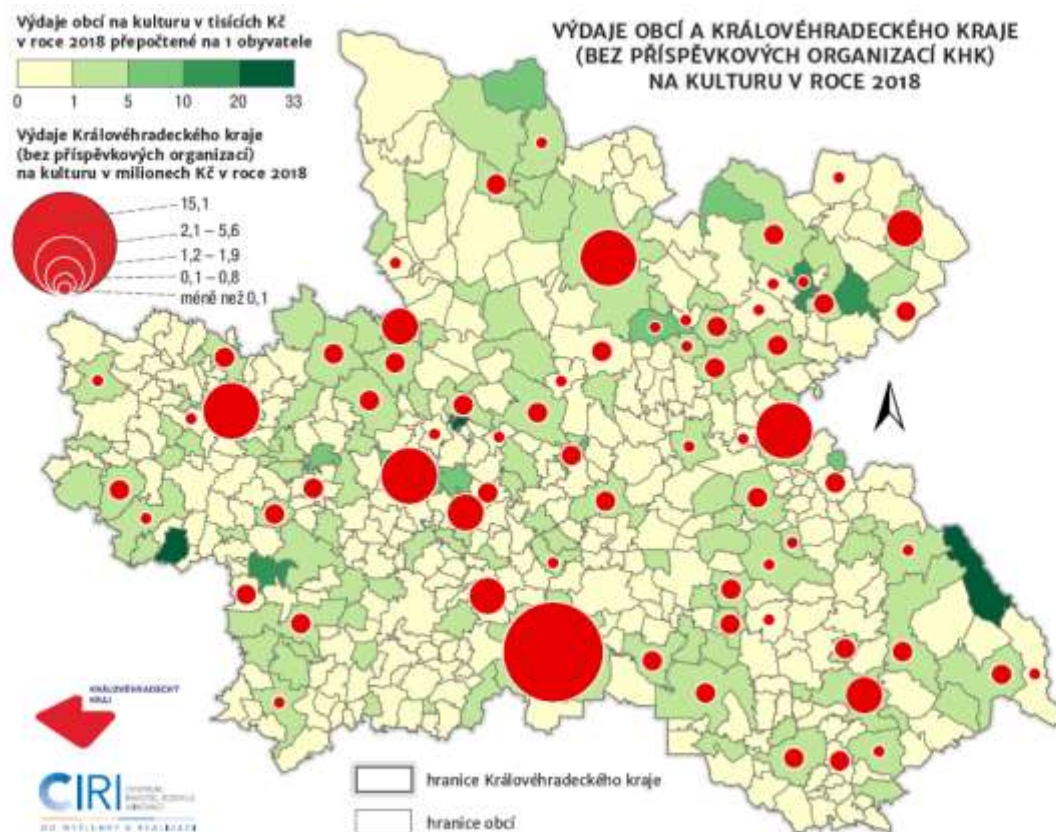 Výdaje obcí na kulturu v tisících Kč
v roce 2018 přepočtené na 1 obyvatele
0 1 5 10 20 33
Výdaje Královéhradeckého kraje
(bez příspěvkových organizací)
na kulturu v milionech Kč v roce 2018
15,1
2,1 – 5,6
1,2 – 1,9
0,1 – 0,8
méně než 0,1
VÝDAJE OBCÍ A KRÁLOVÉHRADECKÉHO KRAJE
(BEZ PŘÍSPĚVKOVÝCH ORGANIZACÍ KHK)
NA KULTURU V ROCE 2018
KRÁLOVÉHRADECKÝ
KRAJ
CIRI
OD MYŠLENKY K REALIZACI
hranice Královéhradeckého kraje
hranice obcí